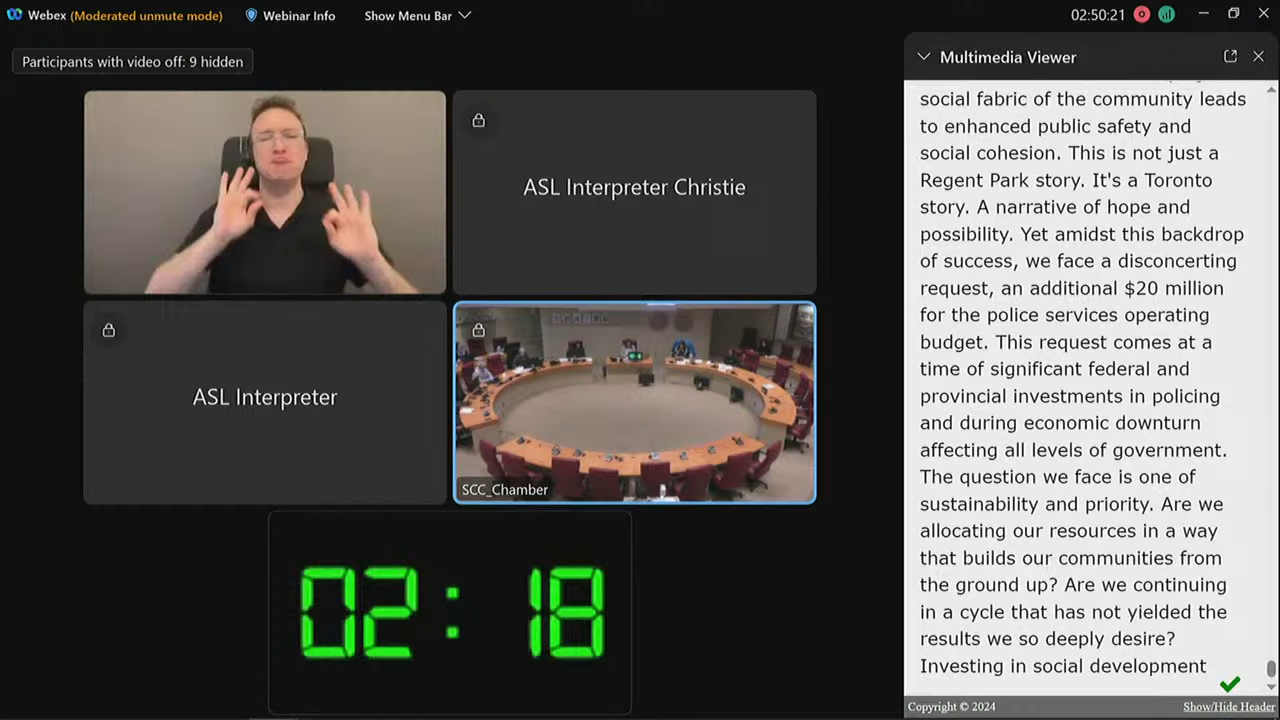 Webex (Moderated unmute mode) Webinar Info Show Menu Bar 02:50:21
Participants with video off: 9 hidden
ASL Interpreter Christie
ASL Interpreter
SCC_Chamber
02:18
Multimedia Viewer
social fabric of the community leads
to enhanced public safety and
social cohesion. This is not just a
Regent Park story. It's a Toronto
story. A narrative of hope and
possibility. Yet amidst this backdrop
of success, we face a disconcerting
request, an additional $20 million
for the police services operating
budget. This request comes at a
time of significant federal and
provincial investments in policing
and during economic downturn
affecting all levels of government.
The question we face is one of
sustainability and priority. Are we
allocating our resources in a way
that builds our communities from
the ground up? Are we continuing
in a cycle that has not yielded the
results we so deeply desire?
Investing in social development
Copyright © 2024 Show/Hide Header